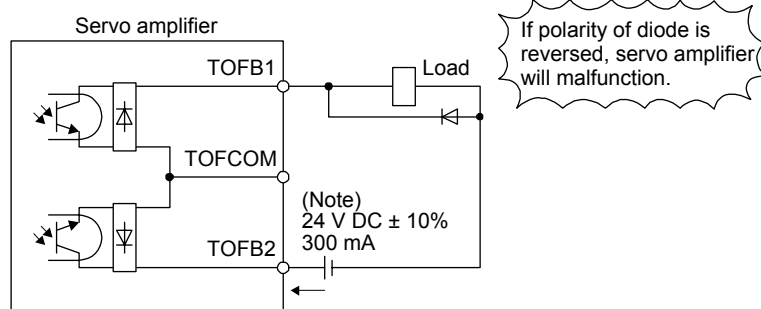 Servo amplifier
If polarity of diode is
reversed, servo amplifier
will malfunction.
TOFB1
Load
TOFCOM
(Note)
24 V DC ± 10%
300 mA
TOFB2